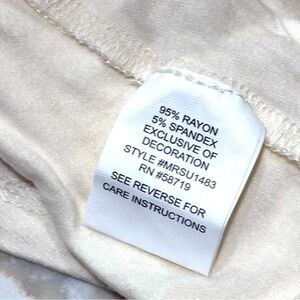 95% RAYON
5% SPANDEX
EXCLUSIVE OF
DECORATION
STYLE #MRSU1483
RN #58719
SEE REVERSE FOR
CARE INSTRUCTIONS